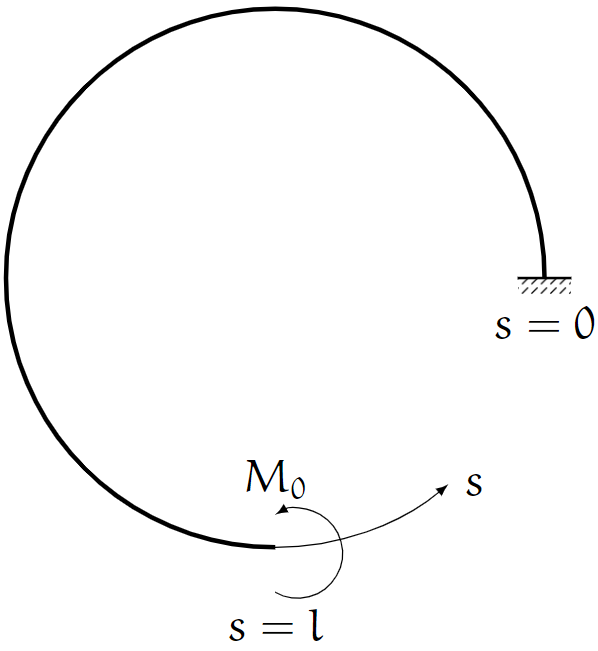 s = 0
M₀
s
s = l